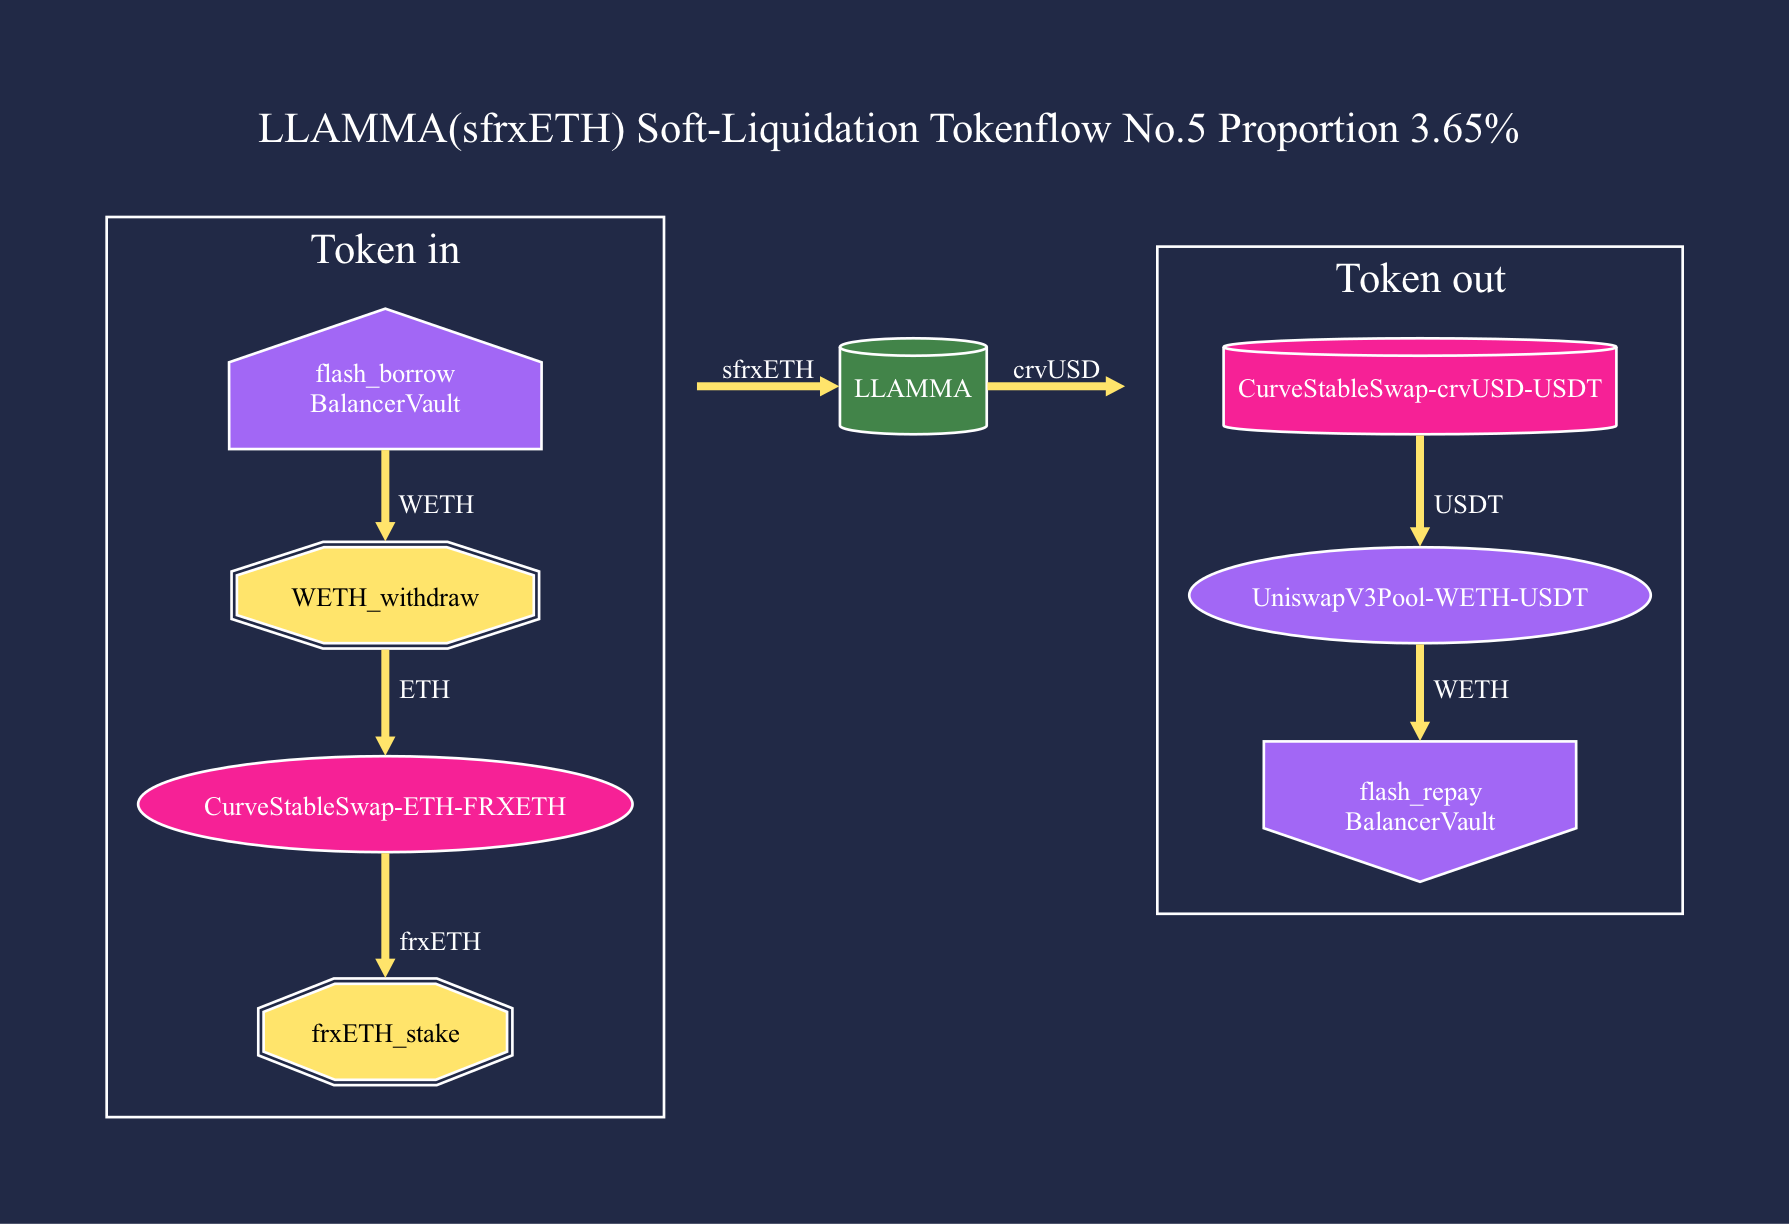 LLAMMA(sfrxETH) Soft-Liquidation Tokenflow No.5 Proportion 3.65%
Token in
flash_borrow
BalancerVault
WETH
WETH_withdraw
ETH
CurveStableSwap-ETH-FRXETH
frxETH
frxETH_stake
sfrxETH
LLAMMA
crvUSD
Token out
CurveStableSwap-crvUSD-USDT
USDT
UniswapV3Pool-WETH-USDT
WETH
flash_repay
BalancerVault